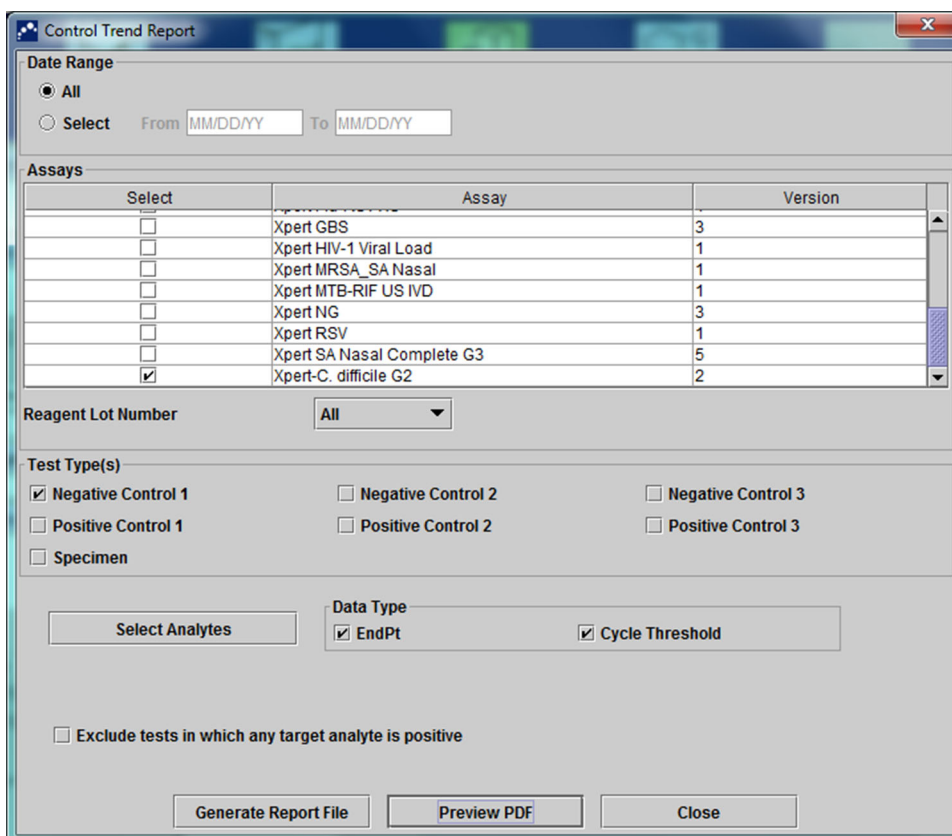 Control Trend Report
Date Range
All
Select From MM/DD/YY To MM/DD/YY
Assays
Select Assay Version
Xpert GBS 3
Xpert HIV-1 Viral Load 1
Xpert MRSA_SA Nasal 1
Xpert MTB-RIF US IVD 1
Xpert NG 3
Xpert RSV 1
Xpert SA Nasal Complete G3 5
Xpert-C. difficile G2 2
Reagent Lot Number All
Test Type(s)
Negative Control 1 Negative Control 2 Negative Control 3
Positive Control 1 Positive Control 2 Positive Control 3
Specimen
Select Analytes
Data Type
EndPt Cycle Threshold
Exclude tests in which any target analyte is positive
Generate Report File Preview PDF Close